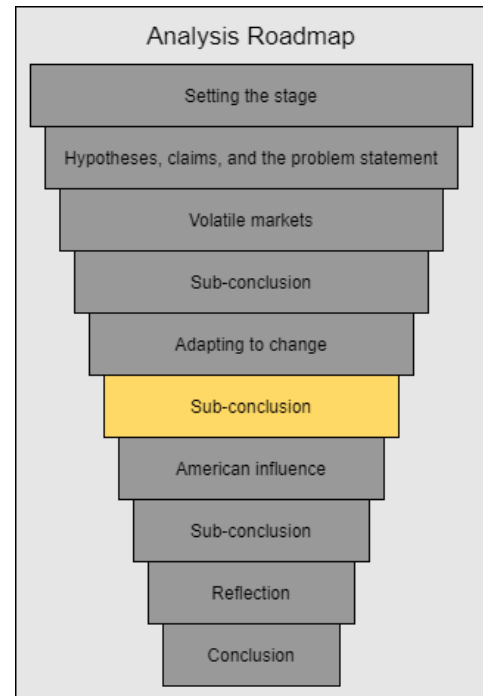 Analysis Roadmap
Setting the stage
Hypotheses, claims, and the problem statement
Volatile markets
Sub-conclusion
Adapting to change
Sub-conclusion
American influence
Sub-conclusion
Reflection
Conclusion